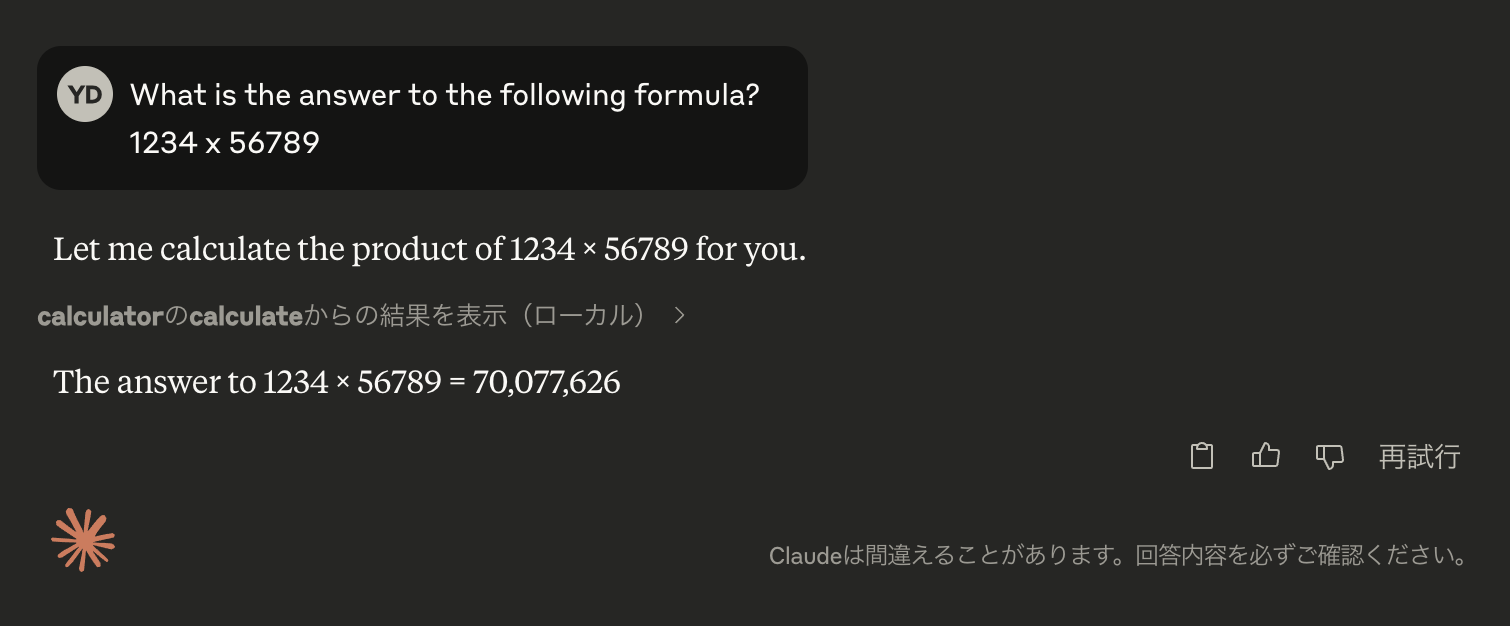 YD
What is the answer to the following formula?
1234 x 56789
Let me calculate the product of 1234 × 56789 for you.
calculatorのcalculateからの結果を表示（ローカル）
The answer to 1234 × 56789 = 70,077,626
再試行
Claudeは間違えることがあります。回答内容を必ずご確認ください。